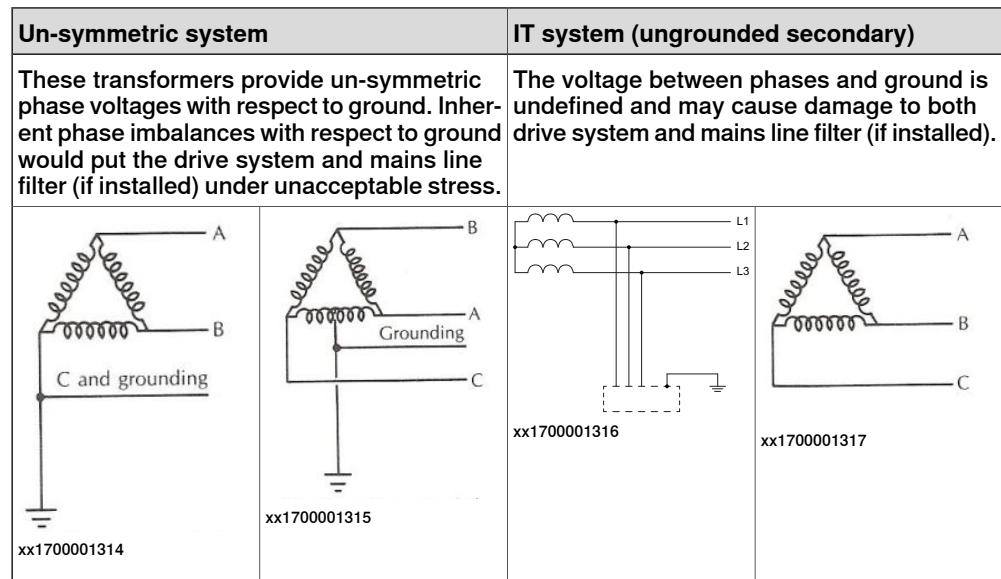 Un-symmetric system
IT system (ungrounded secondary)
These transformers provide un-symmetric
phase voltages with respect to ground. Inher-
ent phase imbalances with respect to ground
would put the drive system and mains line
filter (if installed) under unacceptable stress.
The voltage between phases and ground is
undefined and may cause damage to both
drive system and mains line filter (if installed).
A
B
C and grounding
xx1700001314
B
A
Grounding
C
xx1700001315
L1
L2
L3
xx1700001316
A
B
C
xx1700001317